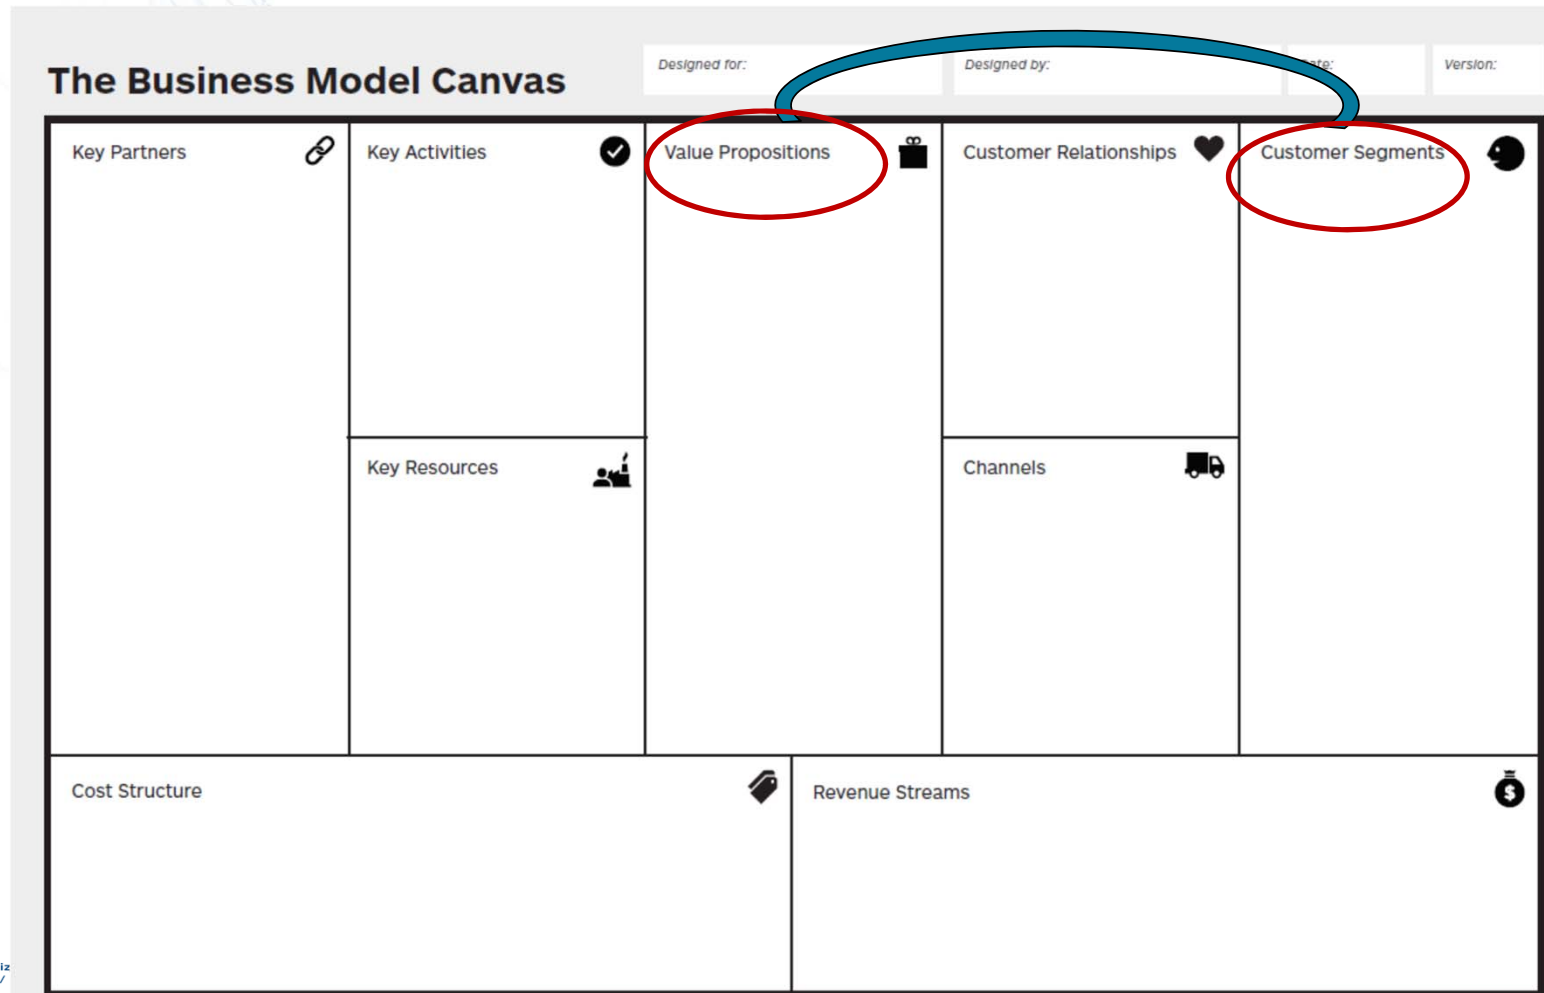 The Business Model Canvas
Designed for:
Designed by:
Version:
Key Partners
Key Activities
Value Propositions
Customer Relationships
Customer Segments
Key Resources
Channels
Cost Structure
Revenue Streams
$
iz
/